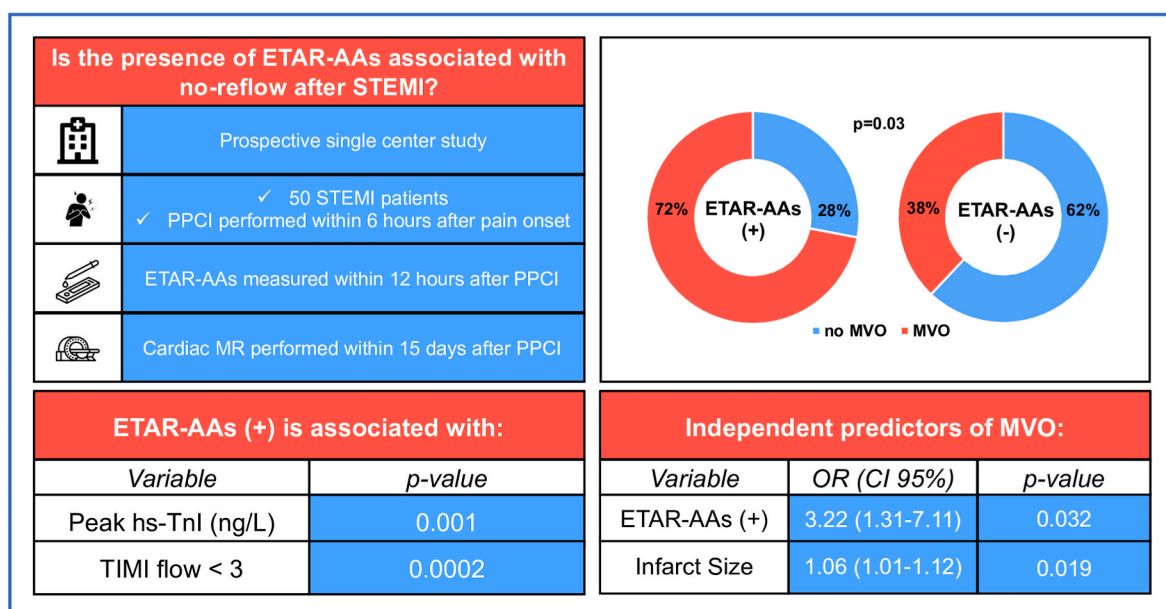 Is the presence of ETAR-AAs associated with
no-reflow after STEMI?
Prospective single center study
✓ 50 STEMI patients
✓ PPCI performed within 6 hours after pain onset
ETAR-AAs measured within 12 hours after PPCI
Cardiac MR performed within 15 days after PPCI
p=0.03
72%
ETAR-AAs
(+)
28%
38%
ETAR-AAs
(-)
62%
no MVO MVO
ETAR-AAs (+) is associated with:
Variable p-value
Peak hs-TnI (ng/L) 0.001
TIMI flow < 3 0.0002
Independent predictors of MVO:
Variable OR (CI 95%) p-value
ETAR-AAs (+) 3.22 (1.31-7.11) 0.032
Infarct Size 1.06 (1.01-1.12) 0.019